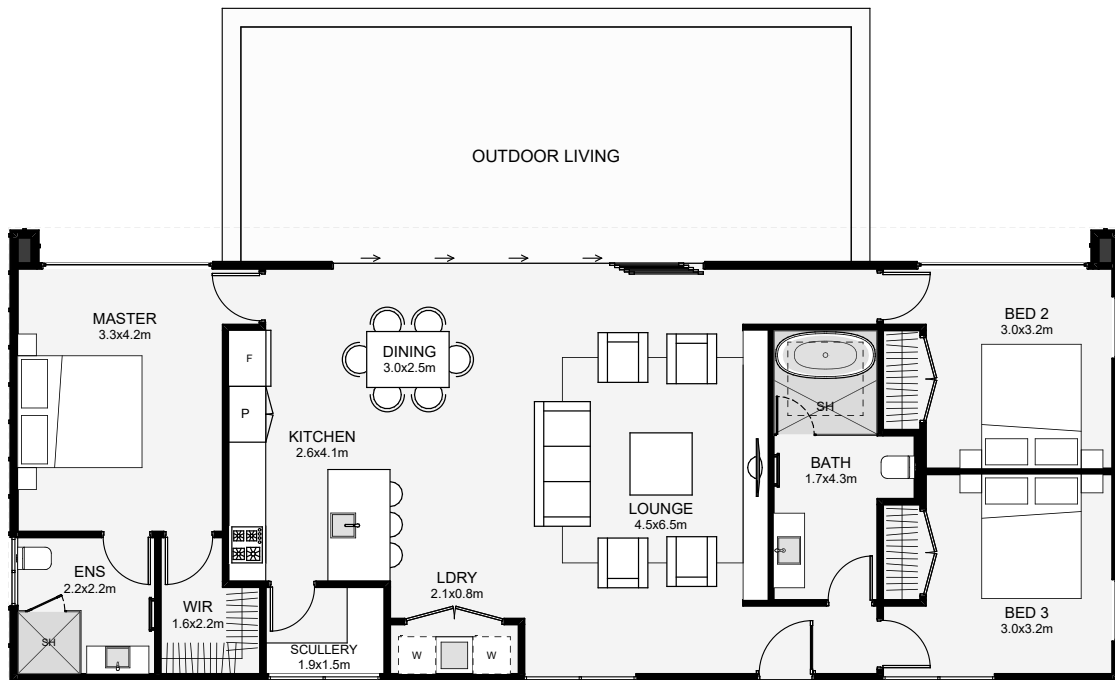 OUTDOOR LIVING
MASTER
3.3x4.2m
BED 2
3.0x3.2m
DINING
3.0x2.5m
F
P
SH
KITCHEN
2.6x4.1m
BATH
1.7x4.3m
LOUNGE
4.5x6.5m
ENS
2.2x2.2m
LDRY
2.1x0.8m
WIR
1.6x2.2m
BED 3
3.0x3.2m
SH
SCULLERY
1.9x1.5m
W
W